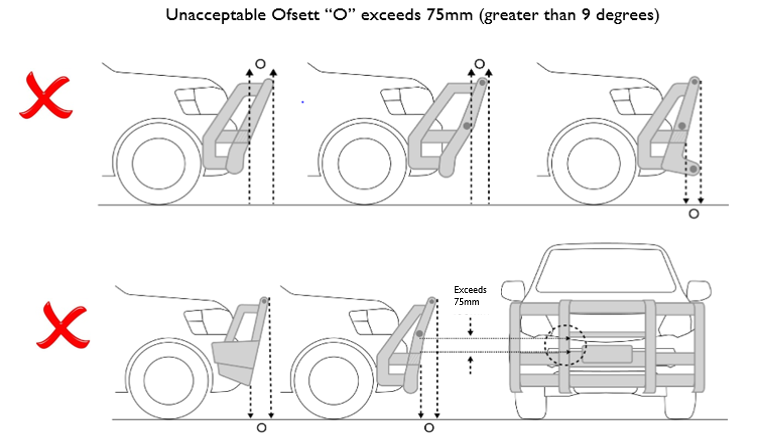 Unacceptable Ofsett “O” exceeds 75mm (greater than 9 degrees)
O
O
O
Exceeds
75mm
O
O